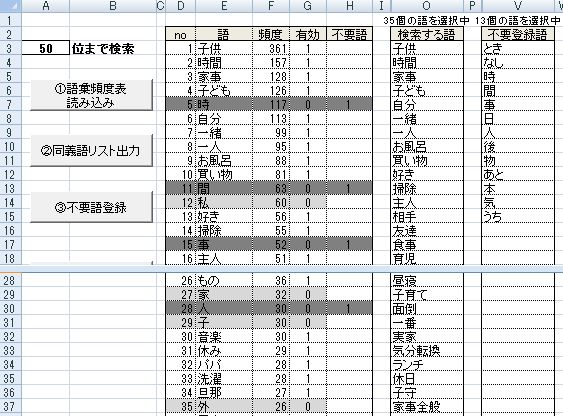 A B C D E F G H I O P V W
1 35個の語を選択中 13個の語を選択中
2 no 語 頻度 有効 不要語 検索する語 不要登録語
3 50 位まで検索 1 子供 361 1 子供 とき
4 2 時間 157 1 時間 なし
5 3 家事 128 1 家事 時
6 ①語彙頻度表 4 子ども 126 1 子ども 間
7 読み込み 5 時 117 0 1 自分 事
8 6 自分 113 1 一緒 日
9 7 一緒 99 1 一人 人
10 ②同義語リスト出力 8 一人 95 1 お風呂 後
11 9 お風呂 88 1 買い物 物
12 10 買い物 81 1 好き あと
13 11 間 63 0 1 掃除 本
14 ③不要語登録 12 私 60 0 主人 気
15 13 好き 56 1 相手 うち
16 14 掃除 55 1 友達
17 15 事 52 0 1 食事
18 16 主人 51 1 育児
28 26 もの 36 1 昼寝
29 27 家 32 0 子育て
30 28 人 30 0 1 面倒
31 29 子 30 0 一番
32 30 音楽 30 1 実家
33 31 休み 29 1 気分転換
34 32 パパ 28 1 ランチ
35 33 洗濯 28 1 休日
36 34 旦那 27 1 子守
37 35 外 26 0 家事全般